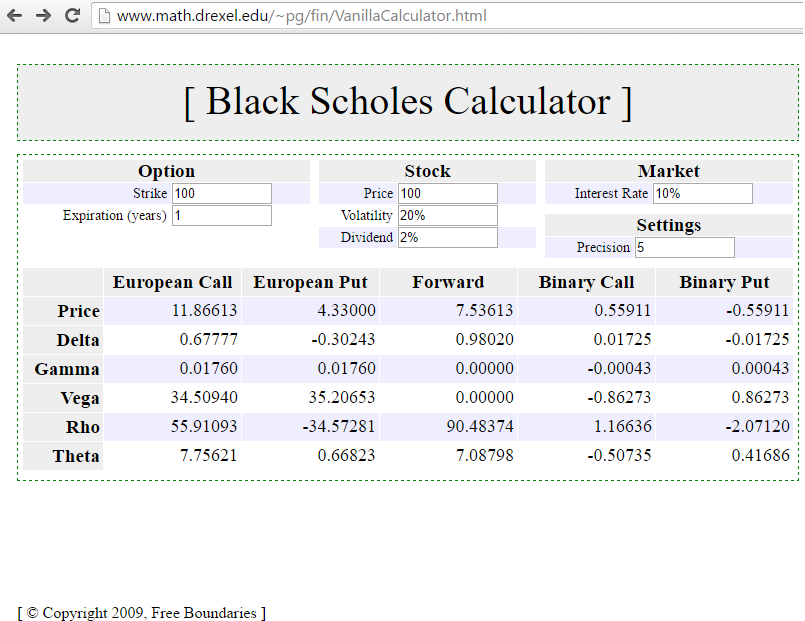 www.math.drexel.edu/~pg/fin/VanillaCalculator.html
[ Black Scholes Calculator ]
Option Stock Market
Strike 100 Price 100 Interest Rate 10%
Expiration (years) 1 Volatility 20% Settings
Dividend 2% Precision 5
European Call European Put Forward Binary Call Binary Put
Price 11.86613 4.33000 7.53613 0.55911 -0.55911
Delta 0.67777 -0.30243 0.98020 0.01725 -0.01725
Gamma 0.01760 0.01760 0.00000 -0.00043 0.00043
Vega 34.50940 35.20653 0.00000 -0.86273 0.86273
Rho 55.91093 -34.57281 90.48374 1.16636 -2.07120
Theta 7.75621 0.66823 7.08798 -0.50735 0.41686
[ © Copyright 2009, Free Boundaries ]